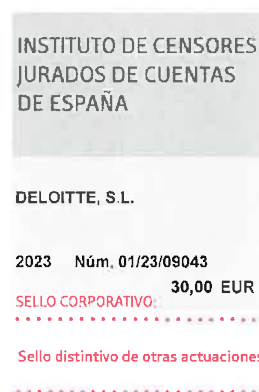 INSTITUTO DE CENSORES
JURADOS DE CUENTAS
DE ESPAÑA
DELOITTE, S.L.
2023 Núm, 01/23/09043
30,00 EUR
SELLO CORPORATIVO:
Sello distintivo de otras actuaciones